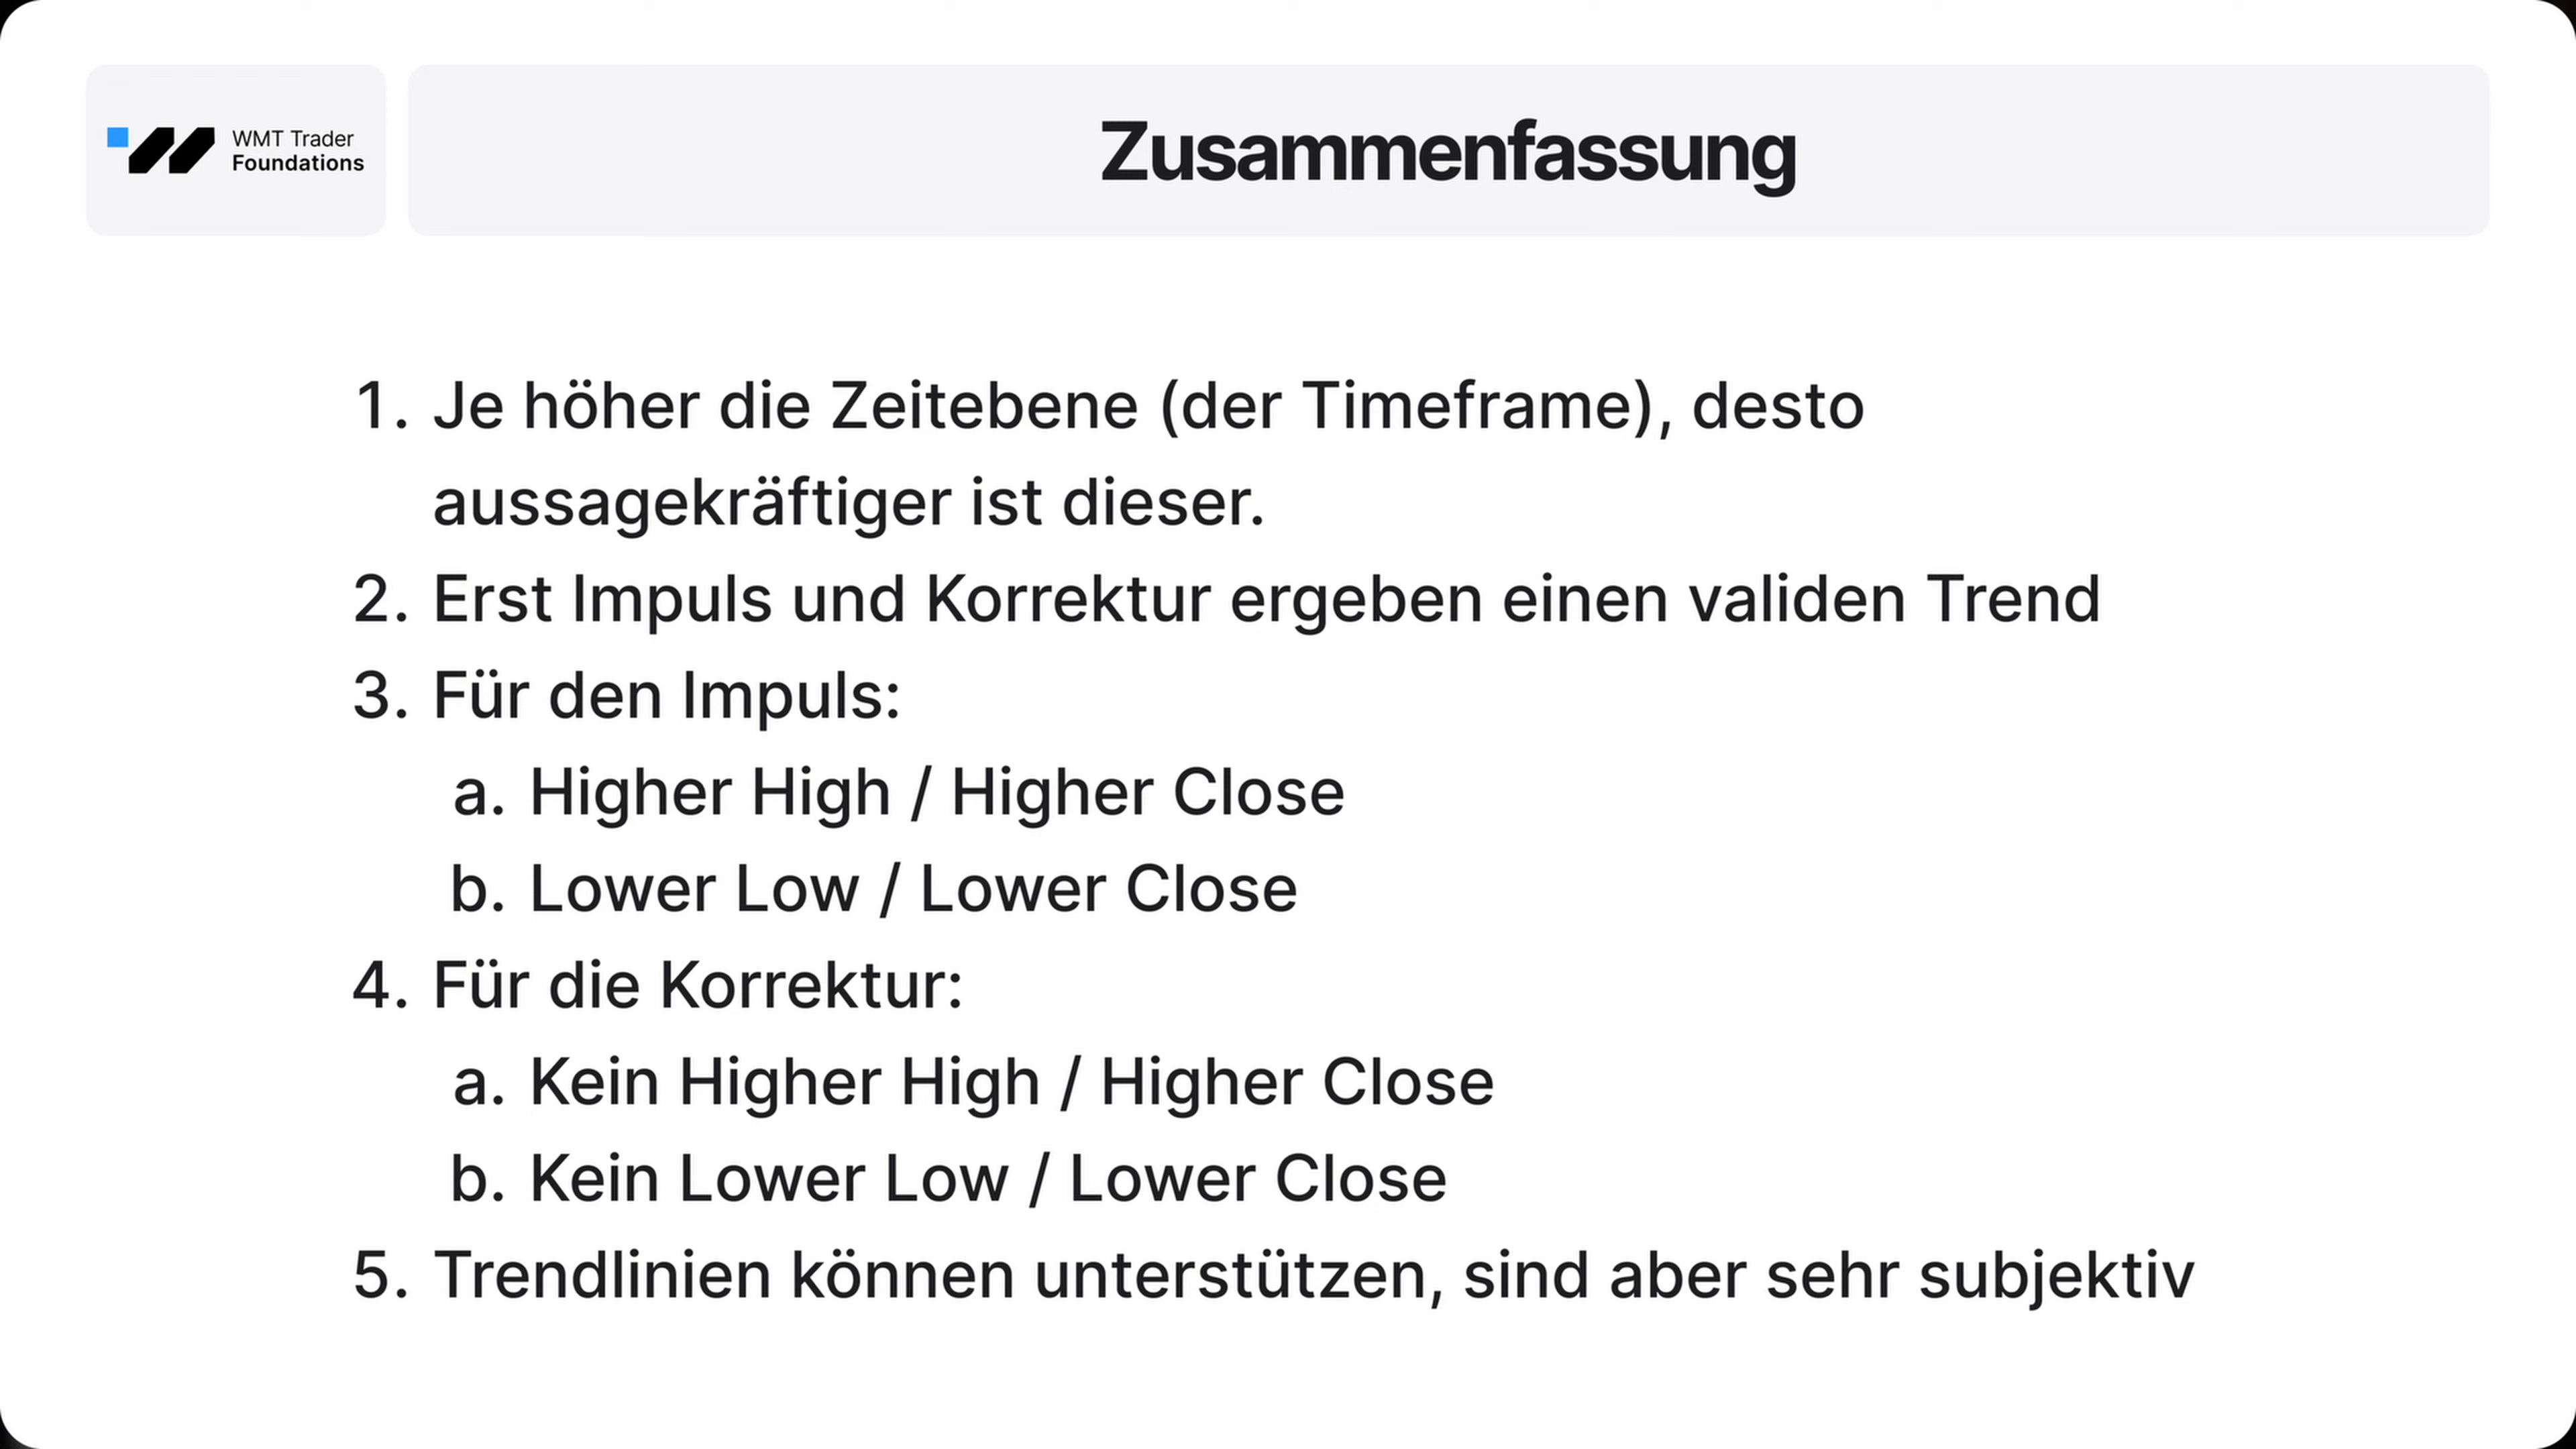 WMT Trader
Foundations
Zusammenfassung
1. Je höher die Zeitebene (der Timeframe), desto
aussagekräftiger ist dieser.
2. Erst Impuls und Korrektur ergeben einen validen Trend
3. Für den Impuls:
a. Higher High / Higher Close
b. Lower Low / Lower Close
4. Für die Korrektur:
a. Kein Higher High / Higher Close
b. Kein Lower Low / Lower Close
5. Trendlinien können unterstützen, sind aber sehr subjektiv